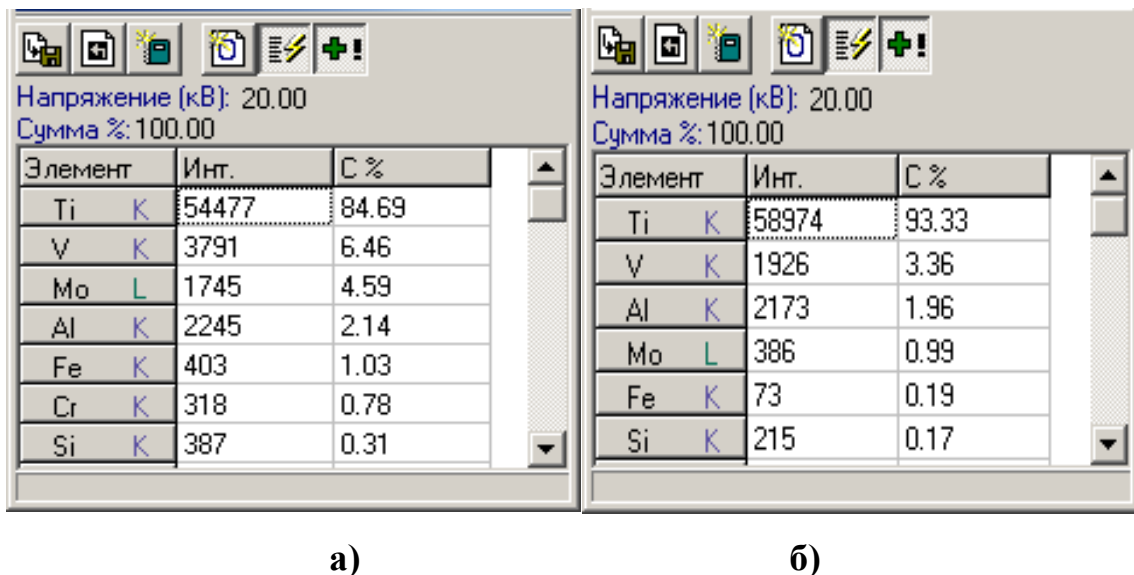 Напряжение (кВ): 20.00
Сумма %: 100.00
Элемент Инт. C %
Ti K 54477 84.69
V K 3791 6.46
Mo L 1745 4.59
Al K 2245 2.14
Fe K 403 1.03
Cr K 318 0.78
Si K 387 0.31
а)
Напряжение (кВ): 20.00
Сумма %: 100.00
Элемент Инт. C %
Ti K 58974 93.33
V K 1926 3.36
Al K 2173 1.96
Mo L 386 0.99
Fe K 73 0.19
Si K 215 0.17
б)